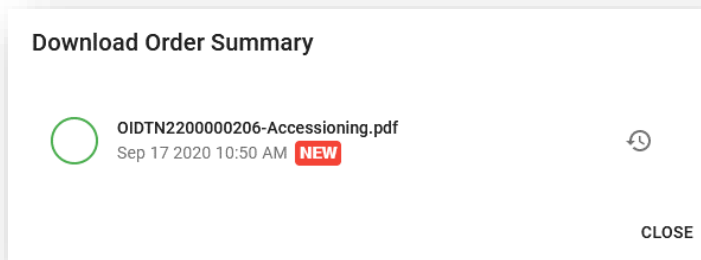 Download Order Summary
OIDTN2200000206-Accessioning.pdf
Sep 17 2020 10:50 AM NEW
CLOSE